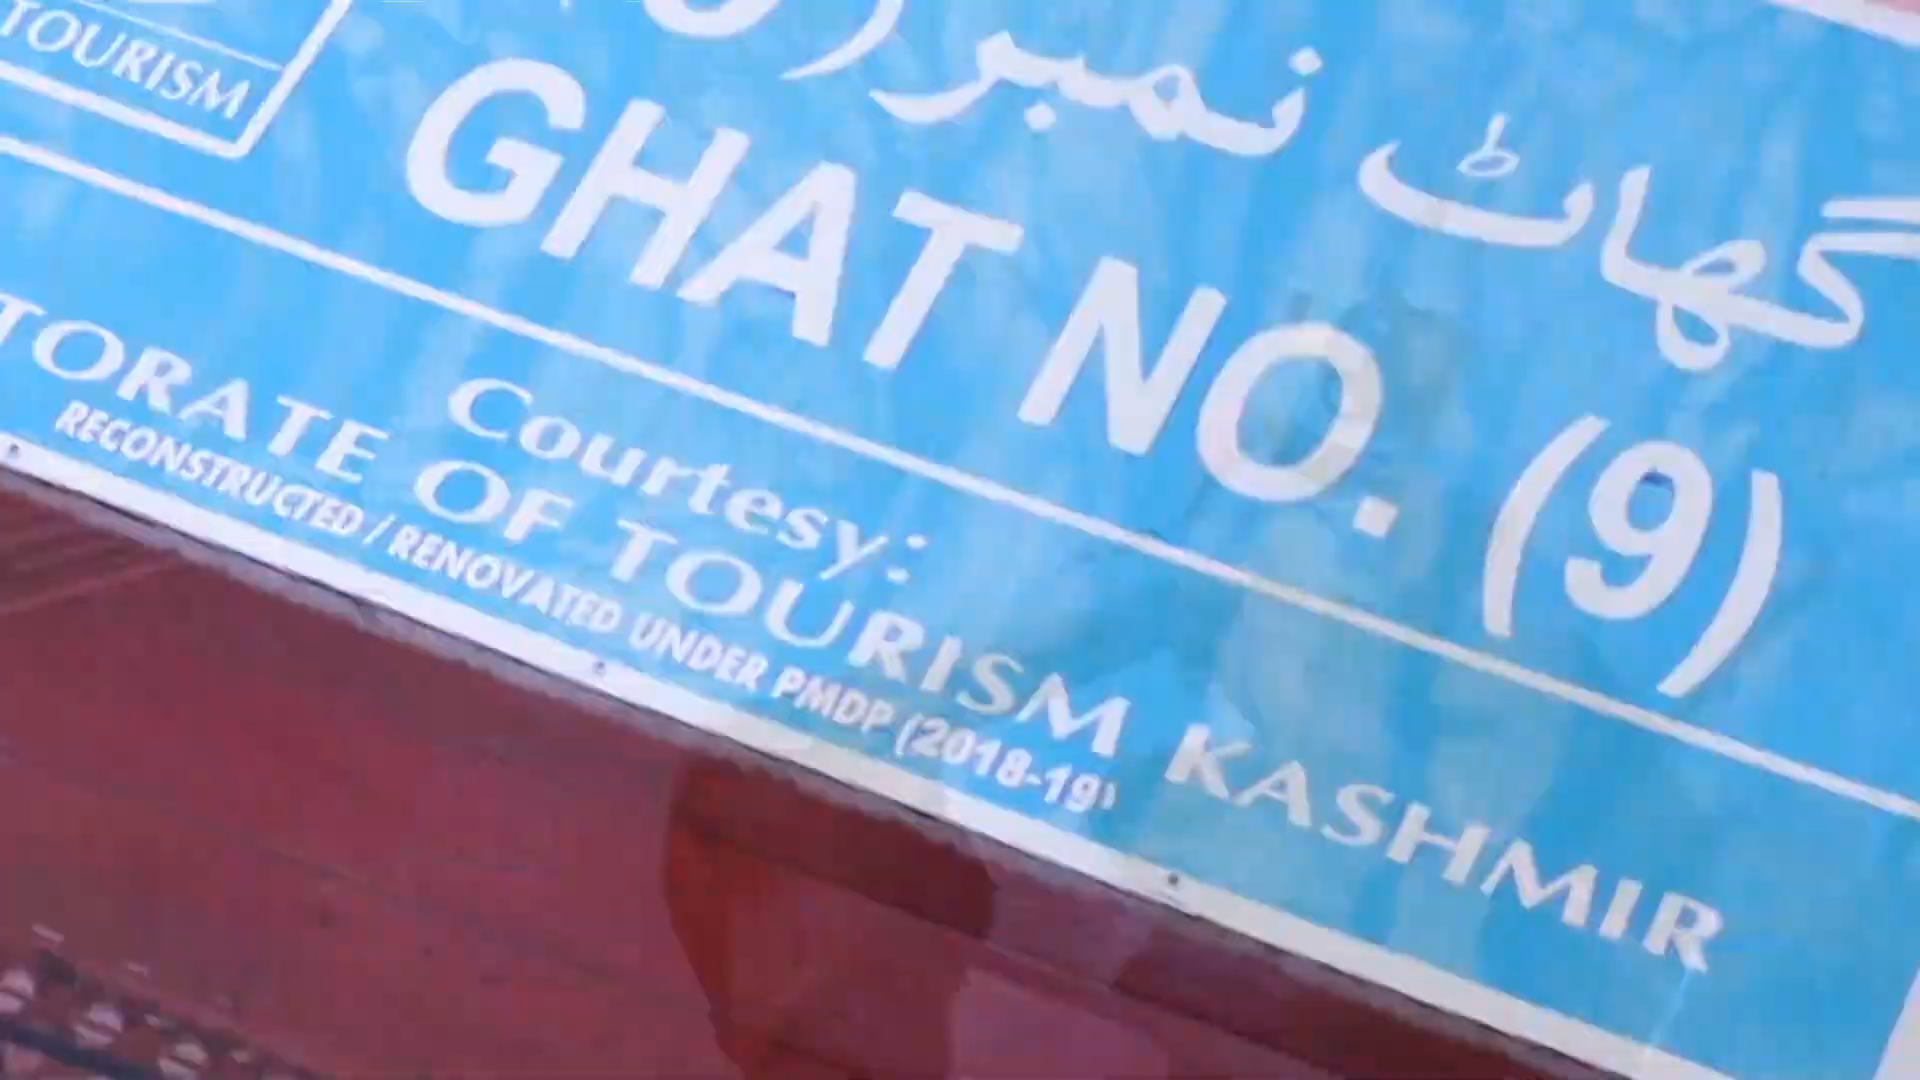 TOURISM
گھاٹ نمبر
GHAT NO. (9)
Courtesy:
TORATE OF TOURISM KASHMIR
RECONSTRUCTED / RENOVATED UNDER PMDP (2018-19)